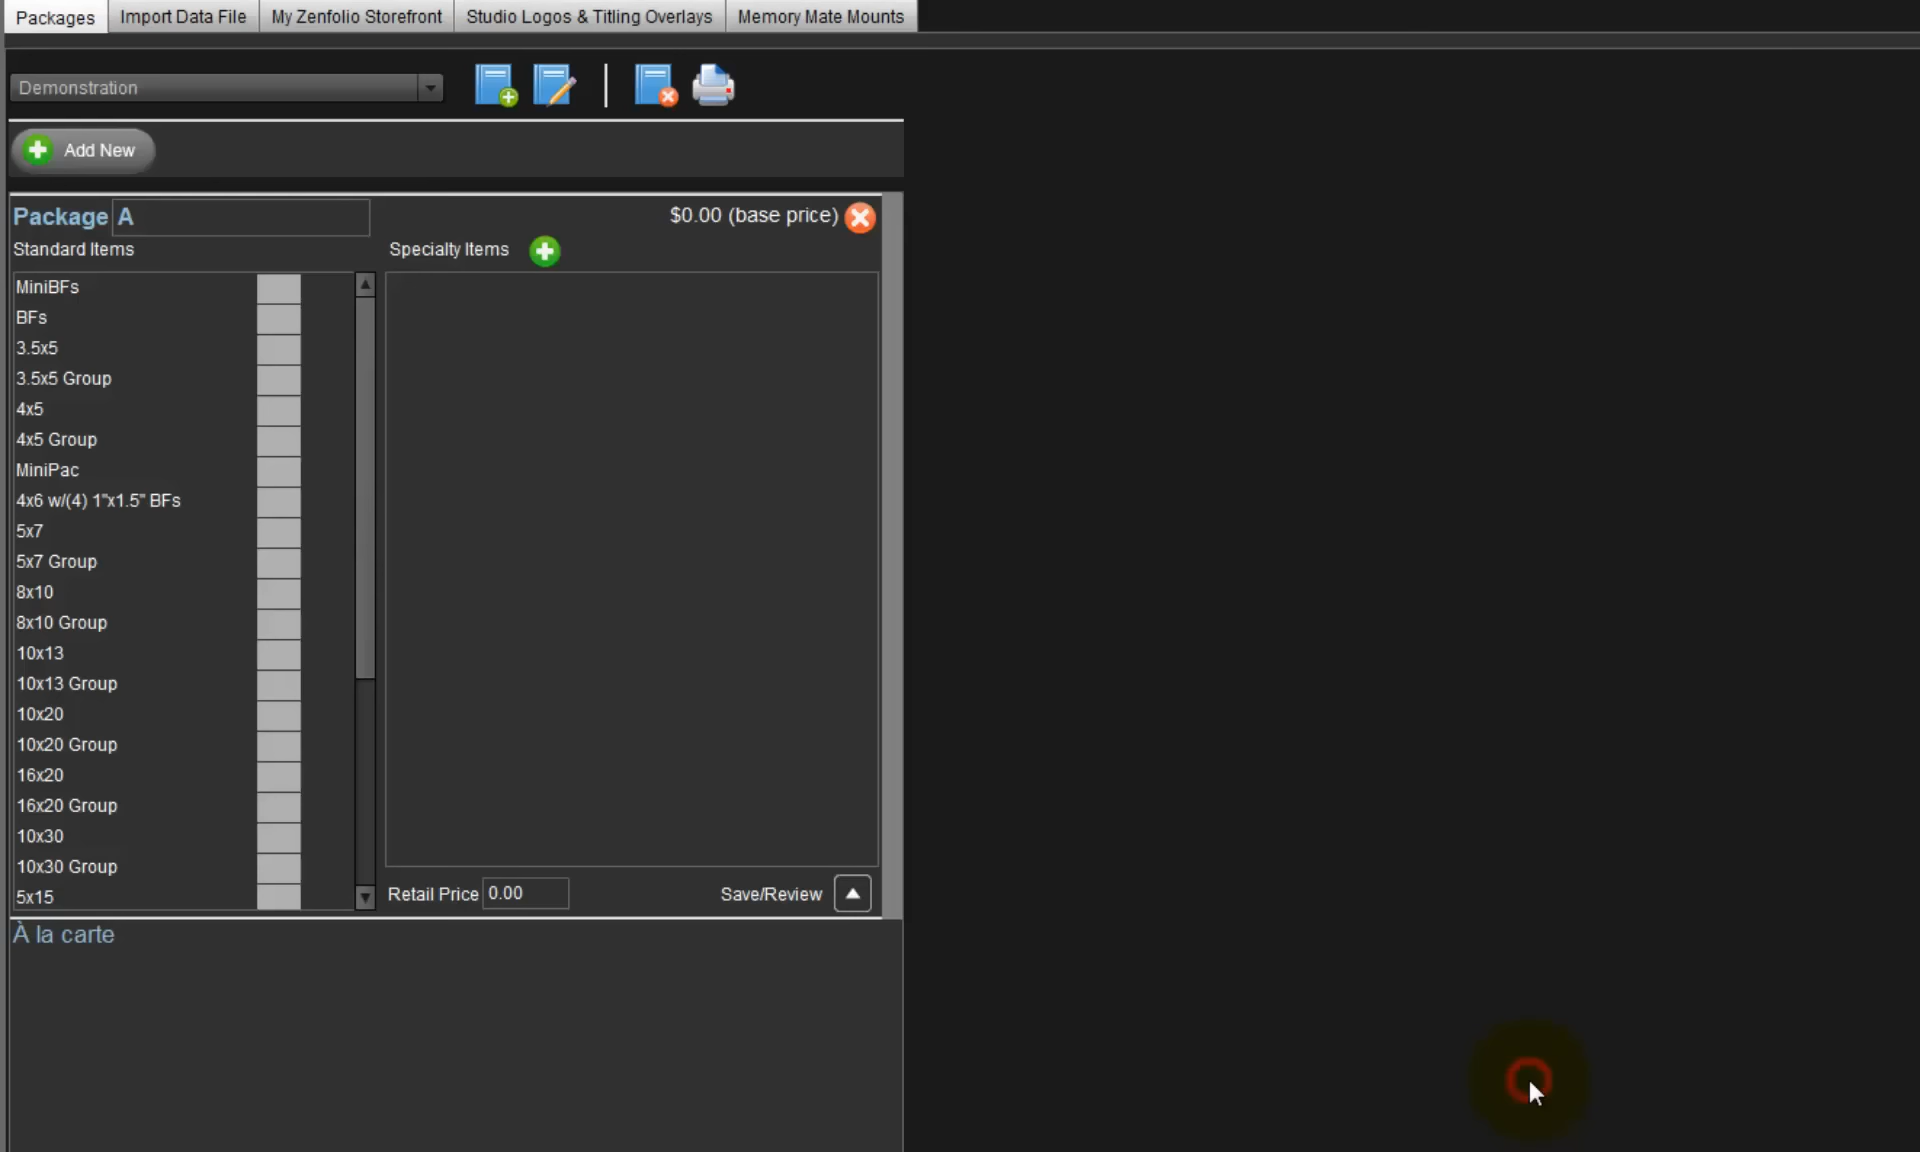 Packages
Import Data File
My Zenfolio Storefront
Studio Logos & Titling Overlays
Memory Mate Mounts
Demonstration
Add New
Package A
$0.00 (base price)
Standard Items
Specialty Items
MiniBFs
BFs
3.5x5
3.5x5 Group
4x5
4x5 Group
MiniPac
4x6 w/(4) 1"x1.5" BFs
5x7
5x7 Group
8x10
8x10 Group
10x13
10x13 Group
10x20
10x20 Group
16x20
16x20 Group
10x30
10x30 Group
5x15
Retail Price 0.00
Save/Review
À la carte